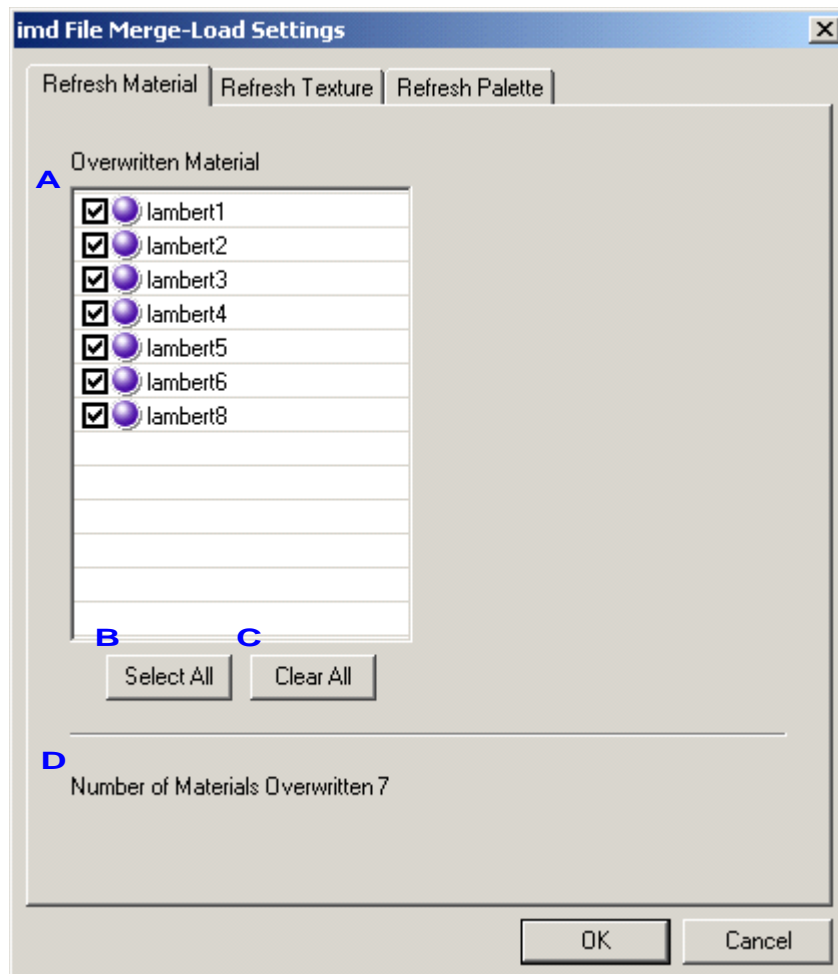 imd File Merge-Load Settings
Refresh Material
Refresh Texture
Refresh Palette
Overwritten Material
A
lambert1
lambert2
lambert3
lambert4
lambert5
lambert6
lambert8
B
C
Select All
Clear All
D
Number of Materials Overwritten 7
OK
Cancel